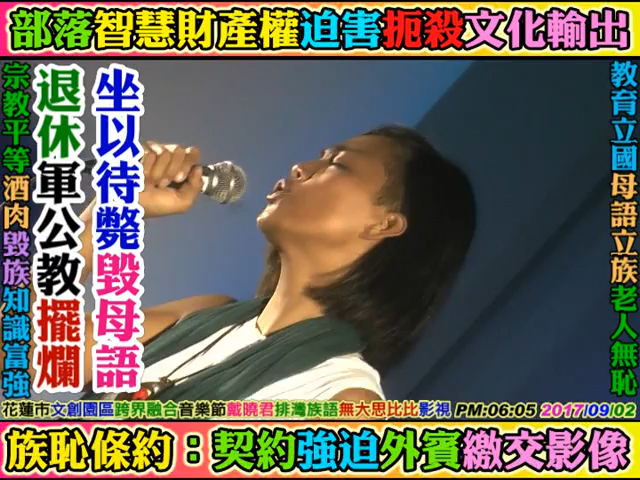 部落智慧財產權迫害扼殺文化輸出
宗教平等酒肉毀族知識富強
退休軍公教擺爛
坐以待斃毀母語
教育立國母語立族老人無恥
花蓮市文創園區跨界融合音樂節戴曉君排灣族語無大思比比影視 PM:06:05 2017/09/02
族恥條約：契約強迫外賓繳交影像